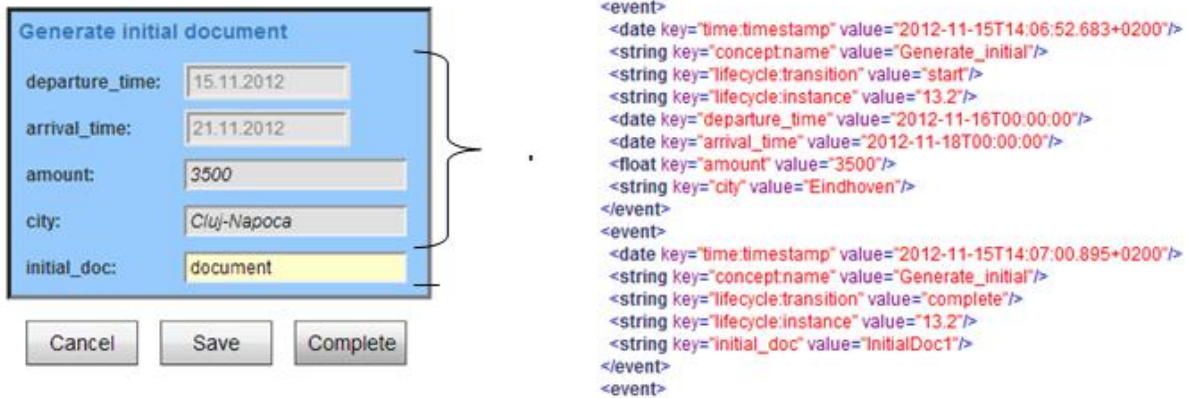 Generate initial document
departure_time: 15.11.2012
arrival_time: 21.11.2012
amount: 3500
city: Cluj-Napoca
initial_doc: document
Cancel Save Complete
<event>
<date key="time:timestamp" value="2012-11-15T14:06:52.683+0200"/>
<string key="concept:name" value="Generate_initial"/>
<string key="lifecycle:transition" value="start"/>
<string key="lifecycle:instance" value="13.2"/>
<date key="departure_time" value="2012-11-16T00:00:00"/>
<date key="arrival_time" value="2012-11-18T00:00:00"/>
<float key="amount" value="3500"/>
<string key="city" value="Eindhoven"/>
</event>
<event>
<date key="time:timestamp" value="2012-11-15T14:07:00.895+0200"/>
<string key="concept:name" value="Generate_initial"/>
<string key="lifecycle:transition" value="complete"/>
<string key="lifecycle:instance" value="13.2"/>
<string key="initial_doc" value="InitialDoc1"/>
</event>
<event>